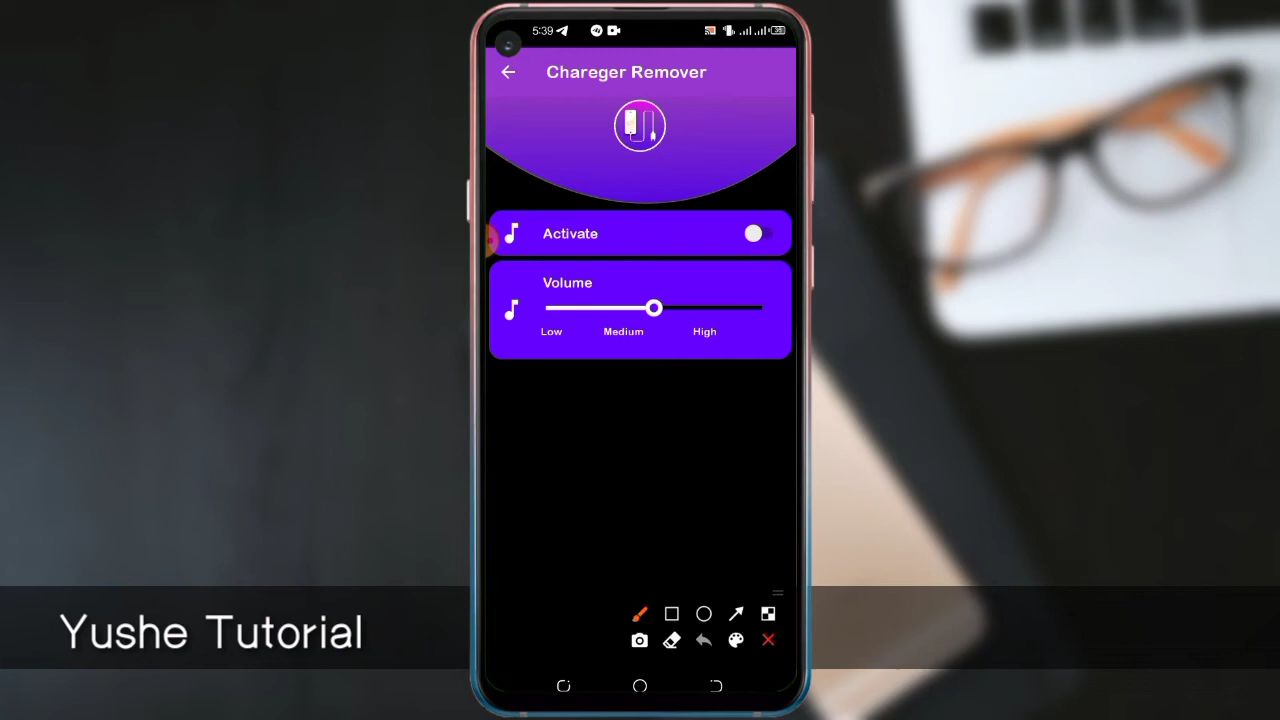 5:39
Chareger Remover
Activate
Volume
Low Medium High
Yushe Tutorial